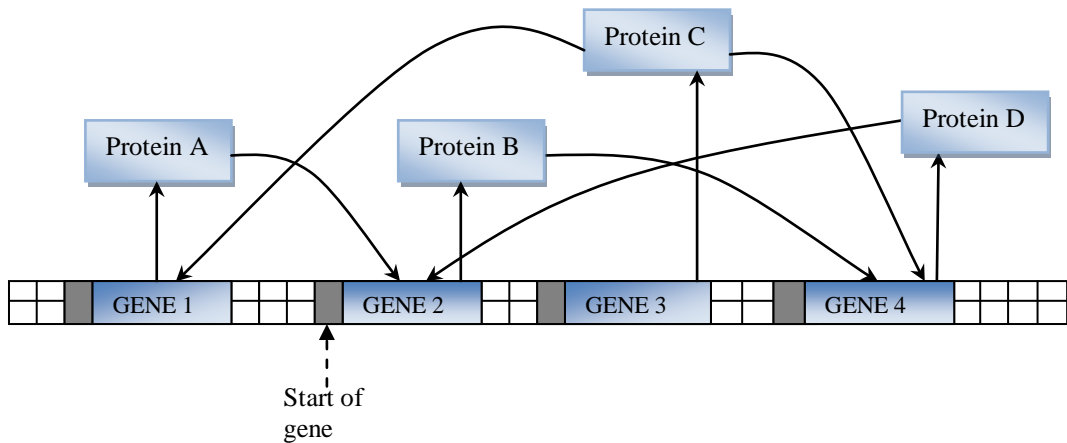 Protein C
Protein A
Protein B
Protein D
GENE 1
GENE 2
GENE 3
GENE 4
Start of
gene